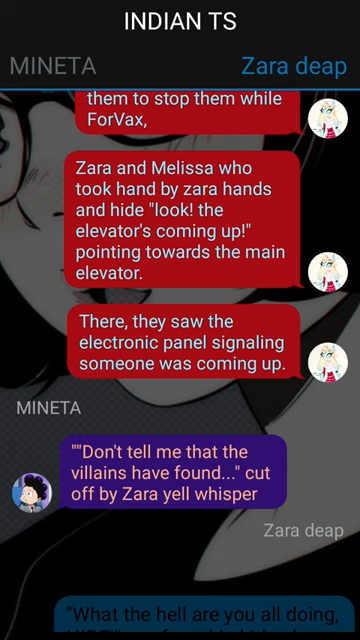 INDIAN TS
MINETA Zara deap
them to stop them while
ForVax,
Zara and Melissa who
took hand by zara hands
and hide "look! the
elevator's coming up!"
pointing towards the main
elevator.
There, they saw the
electronic panel signaling
someone was coming up.
MINETA
""Don't tell me that the
villains have found..." cut
off by Zara yell whisper
Zara deap
"What the hell are you all doing,